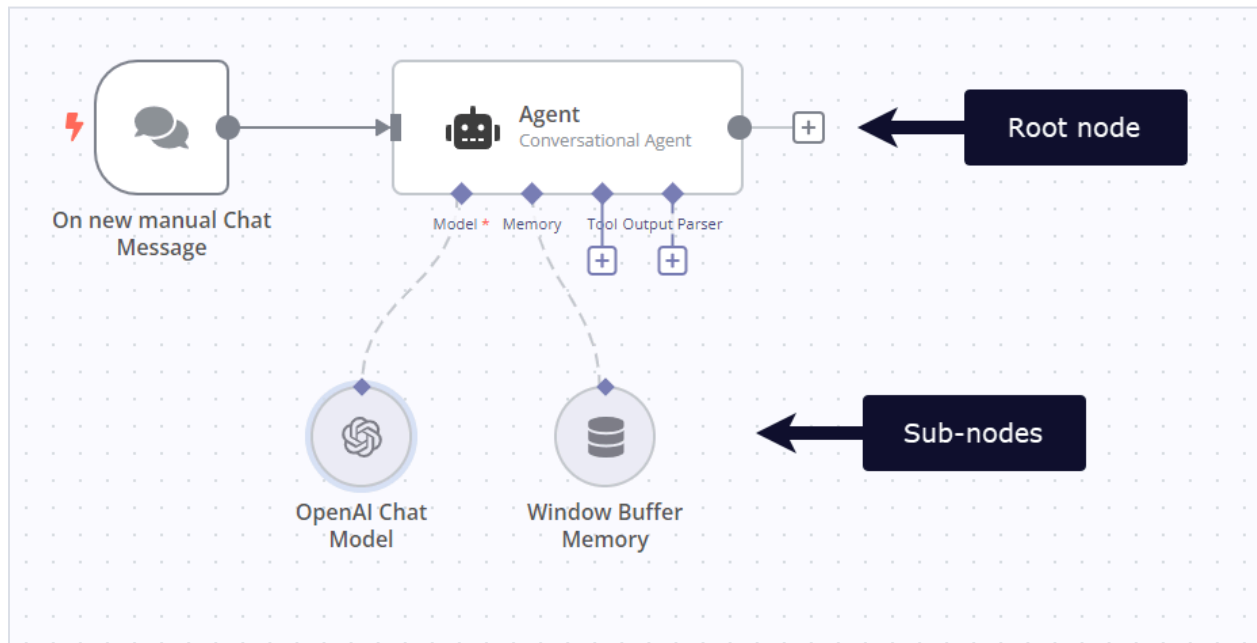 Agent
Conversational Agent
Root node
On new manual Chat
Message
Model *
Memory
Tool
Output Parser
Sub-nodes
OpenAI Chat
Model
Window Buffer
Memory